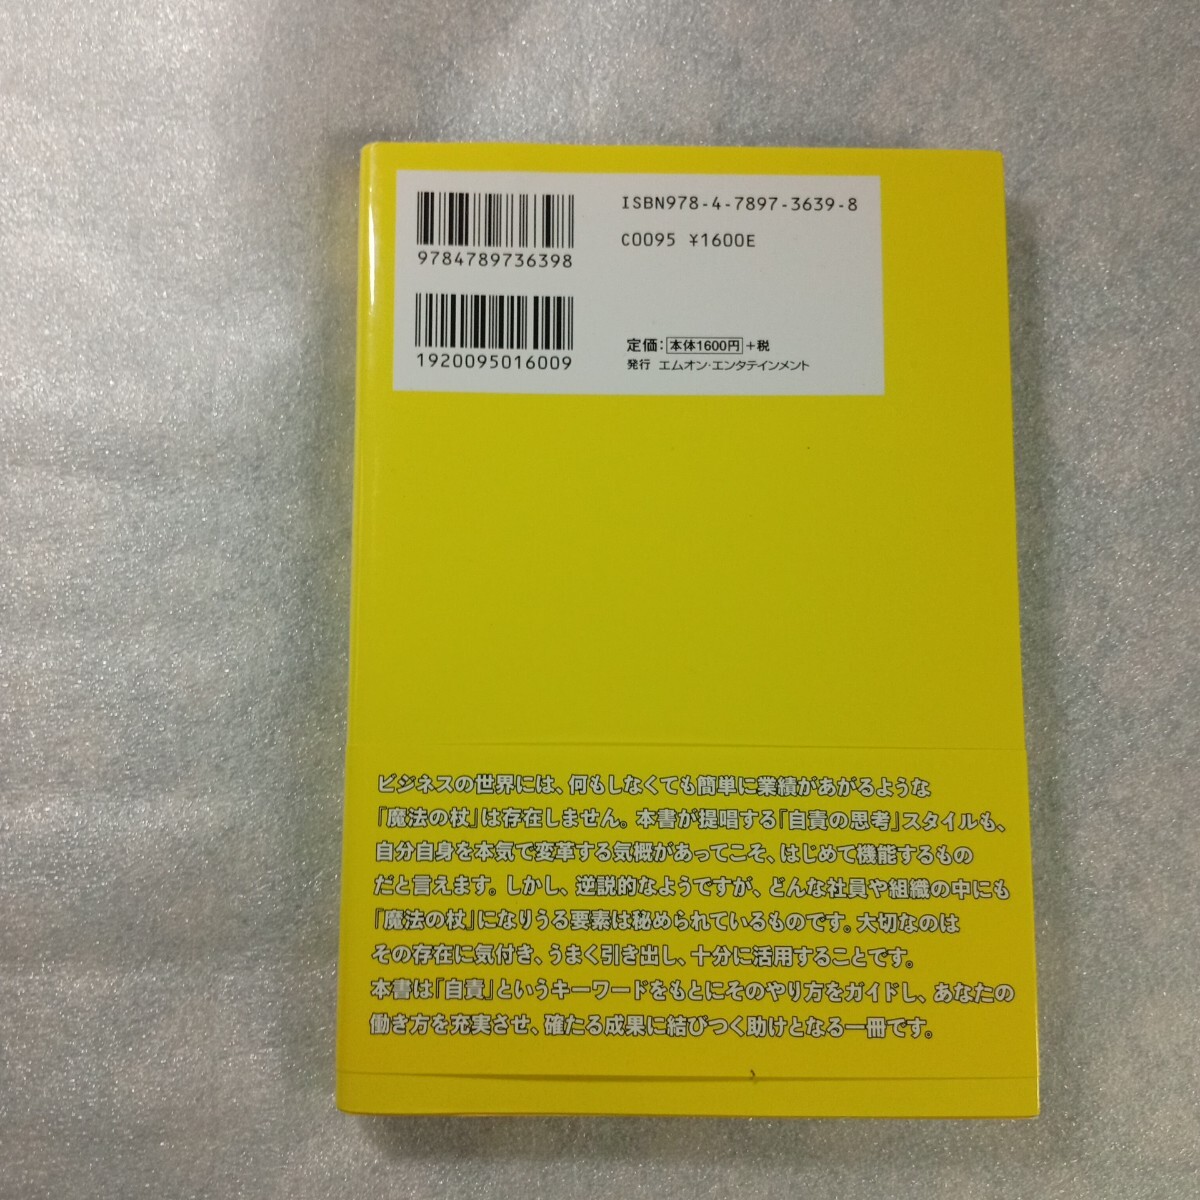 9784789736398
1920095016009
ISBN978-4-7897-3639-8
C0095 ¥1600E
定価：本体1600円＋税
発行 エムオン・エンタテインメント
ビジネスの世界には、何もしなくても簡単に業績があがるような
『魔法の杖』は存在しません。本書が提唱する『自責の思考』スタイルも、
自分自身を本気で変革する気概があってこそ、はじめて機能するもの
だと言えます。しかし、逆説的なようですが、どんな社員や組織の中にも
『魔法の杖』になりうる要素は秘められているものです。大切なのは
その存在に気付き、うまく引き出し、十分に活用することです。
本書は『自責』というキーワードをもとにそのやり方をガイドし、あなたの
働き方を充実させ、確たる成果に結びつく助けとなる一冊です。